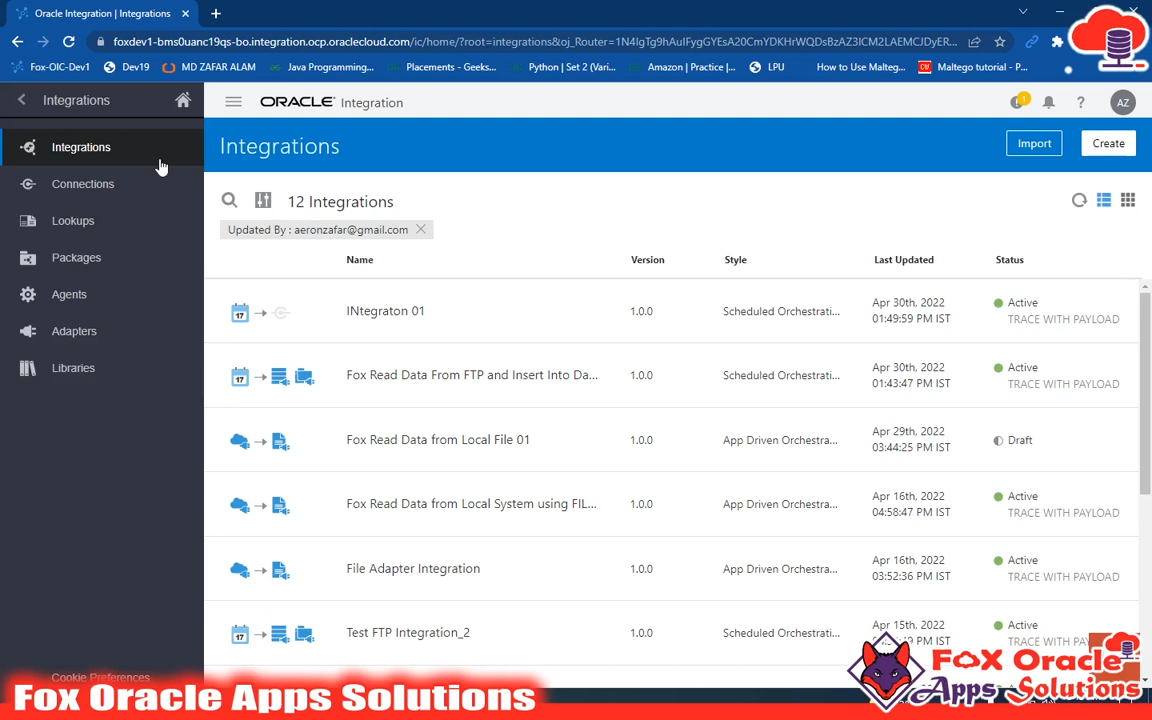 Oracle Integration | Integrations
foxdev1-bms0uanc19qs-bo.integration.ocp.oraclecloud.com/ic/home/?root=integrations&oj_Router=1N4IgTg9hAuIFygGYEsA20CmYDKHrWQDsBzAZ3ICM2LAEMCJDyER...
Fox-OIC-Dev1 Dev19 MD ZAFAR ALAM Java Programming... Placements - Geeks... Python | Set 2 (Vari... Amazon | Practice |... LPU How to Use Malteg... Maltego tutorial - P...
Integrations
ORACLE Integration
1
?
AZ
Integrations
Connections
Lookups
Packages
Agents
Adapters
Libraries
Cookie Preferences
Integrations
Import
Create
12 Integrations
Updated By : aeronzafar@gmail.com
Name Version Style Last Updated Status
17 INtegraton 01 1.0.0 Scheduled Orchestrati... Apr 30th, 2022 Active
01:49:59 PM IST TRACE WITH PAYLOAD
17 Fox Read Data From FTP and Insert Into Da... 1.0.0 Scheduled Orchestrati... Apr 30th, 2022 Active
01:43:47 PM IST TRACE WITH PAYLOAD
Fox Read Data from Local File 01 1.0.0 App Driven Orchestra... Apr 29th, 2022 Draft
03:44:25 PM IST
Fox Read Data from Local System using FIL... 1.0.0 App Driven Orchestra... Apr 16th, 2022 Active
04:58:47 PM IST TRACE WITH PAYLOAD
File Adapter Integration 1.0.0 App Driven Orchestra... Apr 16th, 2022 Active
03:52:36 PM IST TRACE WITH PAYLOAD
17 Test FTP Integration_2 1.0.0 Scheduled Orchestrati... Apr 15th, 2022 Active
PM IST TRACE WITH
Fox Oracle Apps Solutions
FOX Oracle
Apps Solutions